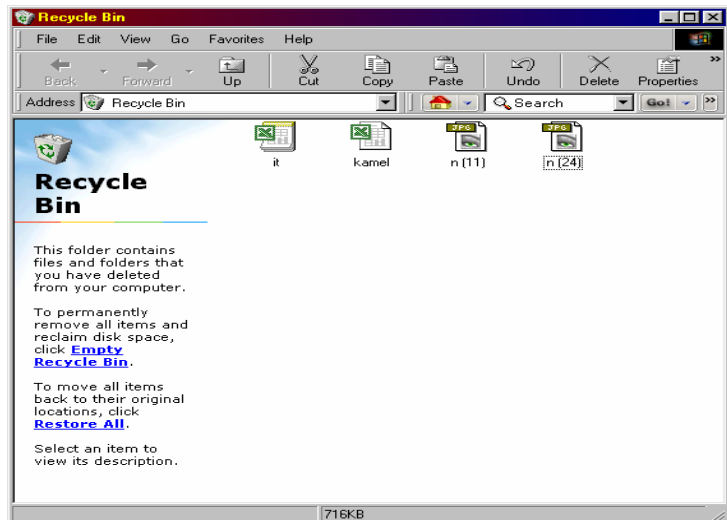 Recycle Bin
File Edit View Go Favorites Help
Back Forward Up Cut Copy Paste Undo Delete Properties »
Address Recycle Bin Search Go! »
JPG JPG
it kamel n (11) n (24)
Recycle
Bin
This folder contains
files and folders that
you have deleted
from your computer.
To permanently
remove all items and
reclaim disk space,
click Empty
Recycle Bin.
To move all items
back to their original
locations, click
Restore All.
Select an item to
view its description.
716KB